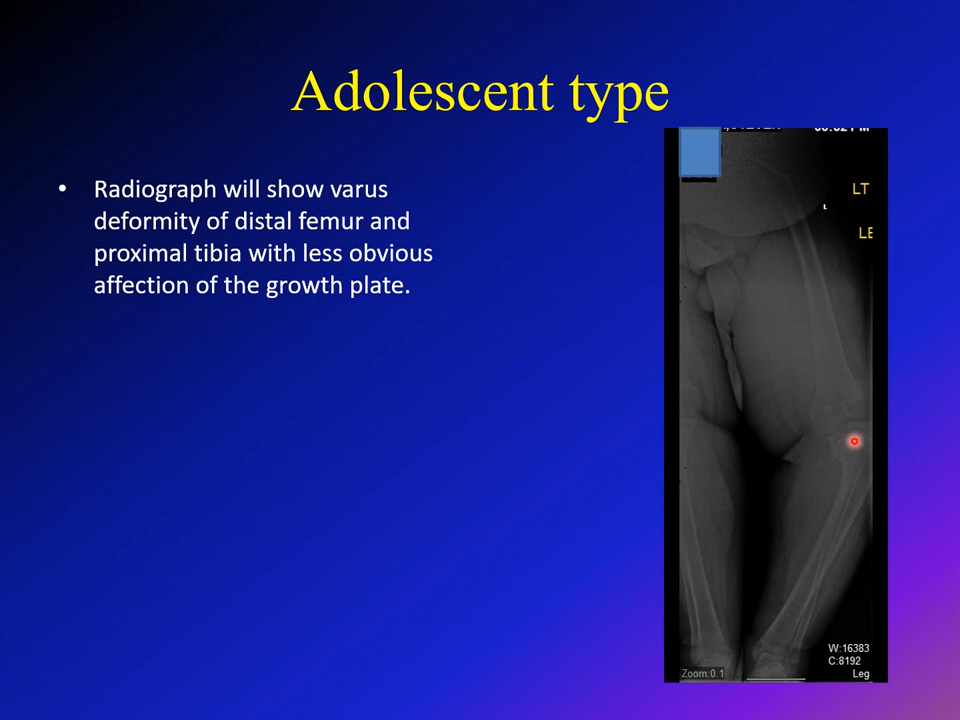 Adolescent type
• Radiograph will show varus
deformity of distal femur and
proximal tibia with less obvious
affection of the growth plate.
LT
L
LE
W:16383
C:8192
Zoom:0.1
Leg